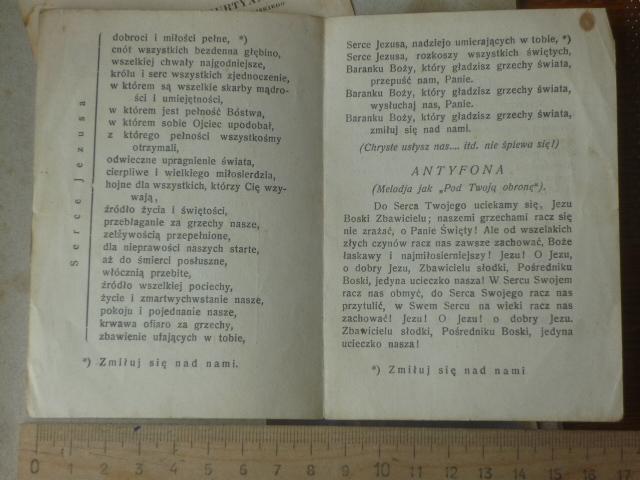 URTYA
dobroci i miłości pełne, *)
cnót wszystkich bezdenna głębino,
wszelkiej chwały najgodniejsze,
królu i serc wszystkich zjednoczenie,
w którem są wszelkie skarby mądro-
ści i umiejętności,
w którem jest pełność Bóstwa,
w którem sobie Ojciec upodobał,
z którego pełności wszystkośmy
otrzymali,
odwieczne upragnienie świata,
cierpliwe i wielkiego miłosierdzia,
hojne dla wszystkich, którzy Cię wzy-
wają,
źródło życia i świętości,
przebłaganie za grzechy nasze,
zelżywością przepełnione,
dla nieprawości naszych starte,
aż do śmierci posłuszne,
włócznią przebite,
źródło wszelkiej pociechy,
życie i zmartwychwstanie nasze,
pokoju i pojednanie nasze,
krwawa ofiaro za grzechy,
zbawienie ufających w tobie,
Serce Jezusa
*) Zmiłuj się nad nami.
Serce Jezusa, nadziejo umierających w tobie, *)
Serce Jezusa, rozkoszy wszystkich świętych,
Baranku Boży, który gładzisz grzechy świata,
przepuść nam, Panie.
Baranku Boży, który gładzisz grzechy świata,
wysłuchaj nas, Panie.
Baranku Boży, który gładzisz grzechy świata,
zmiłuj się nad nami.
(Chryste usłysz nas.... itd. nie śpiewa się!)
ANTYFONA
(Melodja jak „Pod Twoją obronę").
Do Serca Twojego uciekamy się, Jezu
Boski Zbawicielu; naszemi grzechami racz się
nie zrażać, o Panie Święty! Ale od wszelakich
złych czynów racz nas zawsze zachować, Boże
łaskawy i najmiłosierniejszy! Jezu! O Jezu,
o dobry Jezu, Zbawicielu słodki, Pośredniku
Boski, jedyna ucieczko nasza! W Sercu Swojem
racz nas obmyć, do Serca Swojego racz nas
przytulić, w Swem Sercu na wieki racz nas
zachować! Jezu! O Jezu! o dobry Jezu.
Zbawicielu słodki, Pośredniku Boski, jedyna
ucieczko nasza!
*) Zmiłuj się nad nami
0 1 2 3 4 5 6 7 8 9 10 11 12 13 14 15 16 17